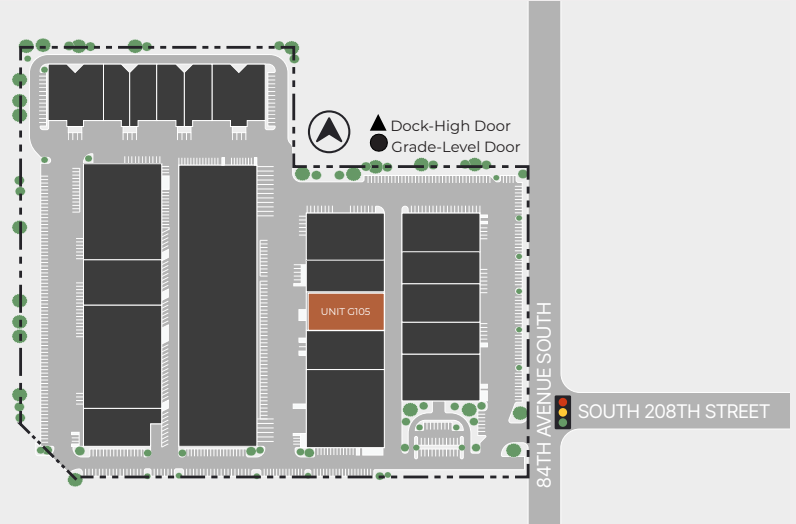 Dock-High Door
Grade-Level Door
UNIT G105
84TH AVENUE SOUTH
SOUTH 208TH STREET